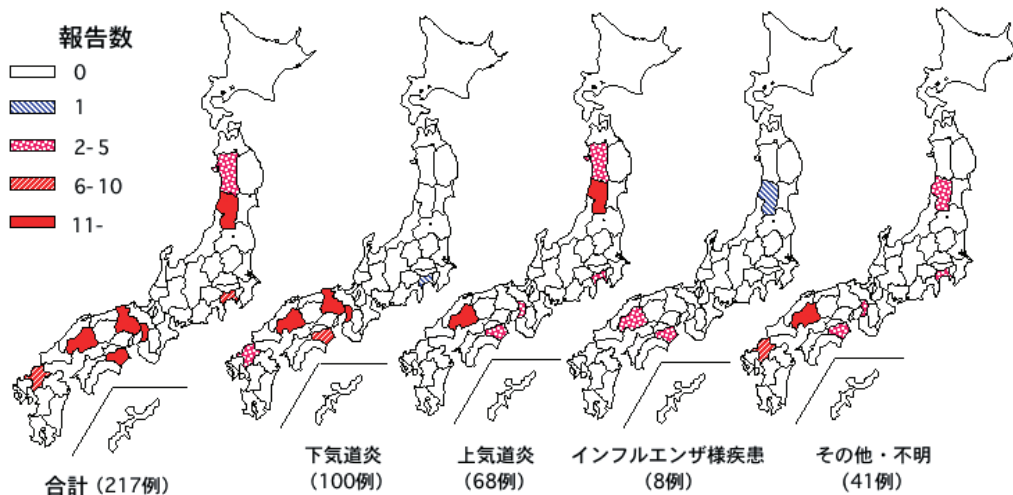 報告数
0
1
2-5
6-10
11-
合計（217例）
下気道炎
（100例）
上気道炎
（68例）
インフルエンザ様疾患
（8例）
その他・不明
（41例）